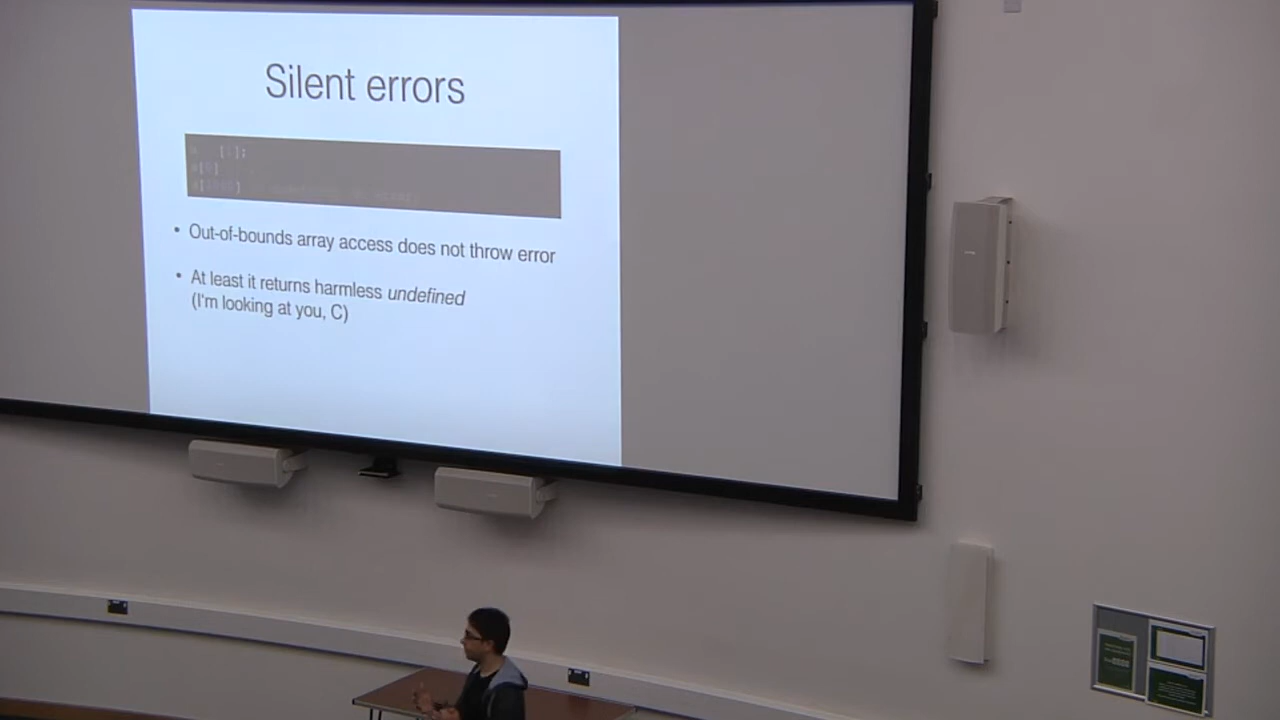 Silent errors
• Out-of-bounds array access does not throw error
• At least it returns harmless undefined
(I'm looking at you, C)